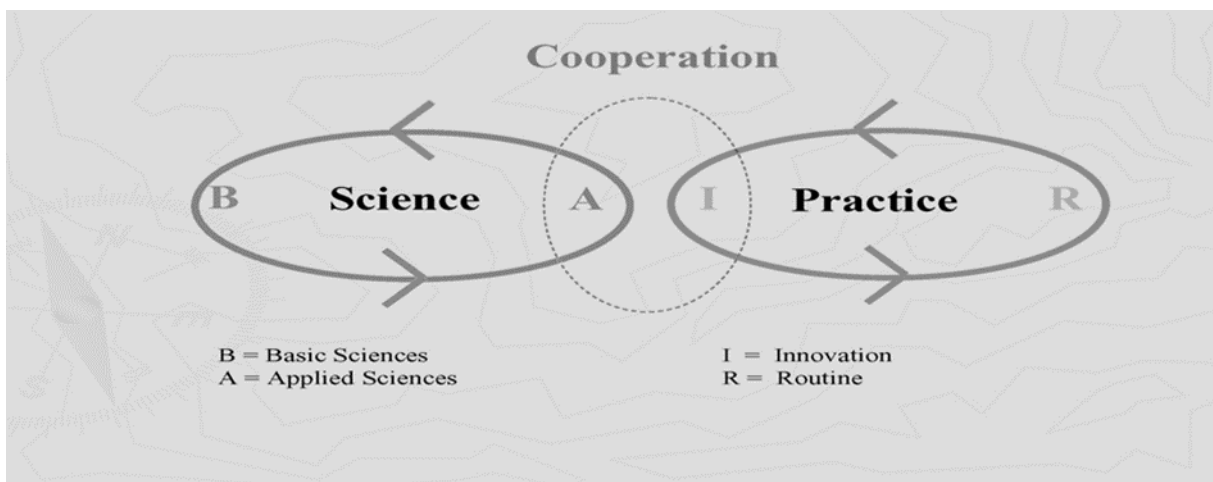 Cooperation
B Science A I Practice R
B = Basic Sciences
A = Applied Sciences
I = Innovation
R = Routine